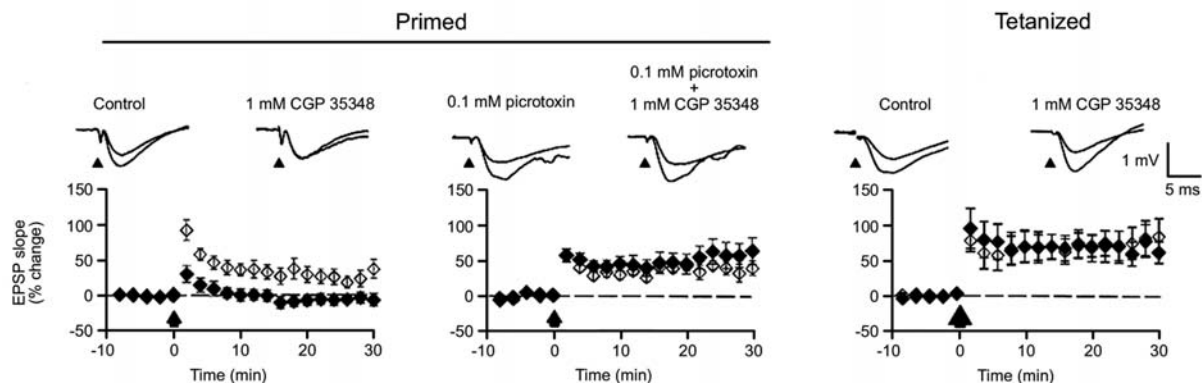 Primed
Tetanized
Control
1 mM CGP 35348
0.1 mM picrotoxin
0.1 mM picrotoxin
+
1 mM CGP 35348
Control
1 mM CGP 35348
1 mV
5 ms
EPSP slope
(% change)
150
100
50
0
-50
-10
0
10
20
30
Time (min)
150
100
50
0
-50
-10
0
10
20
30
Time (min)
150
100
50
0
-50
-10
0
10
20
30
Time (min)